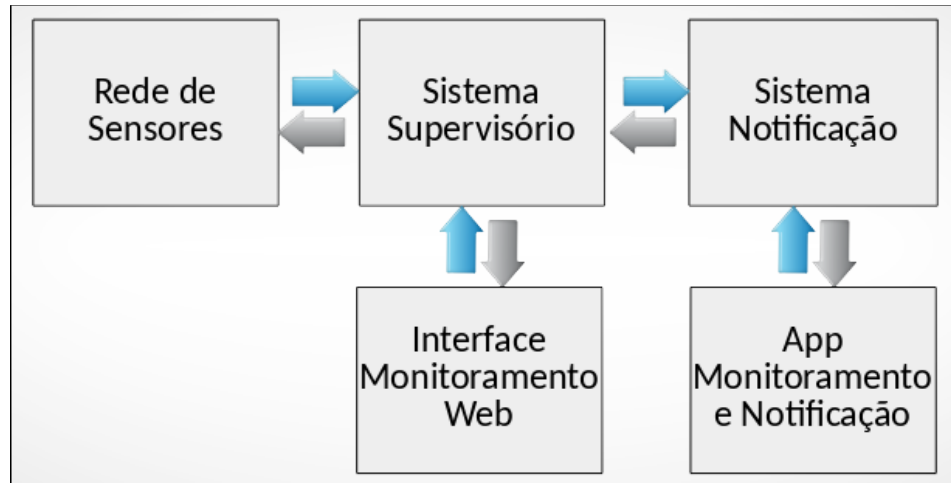 Rede de
Sensores
Sistema
Supervisório
Sistema
Notificação
Interface
Monitoramento
Web
App
Monitoramento
e Notificação